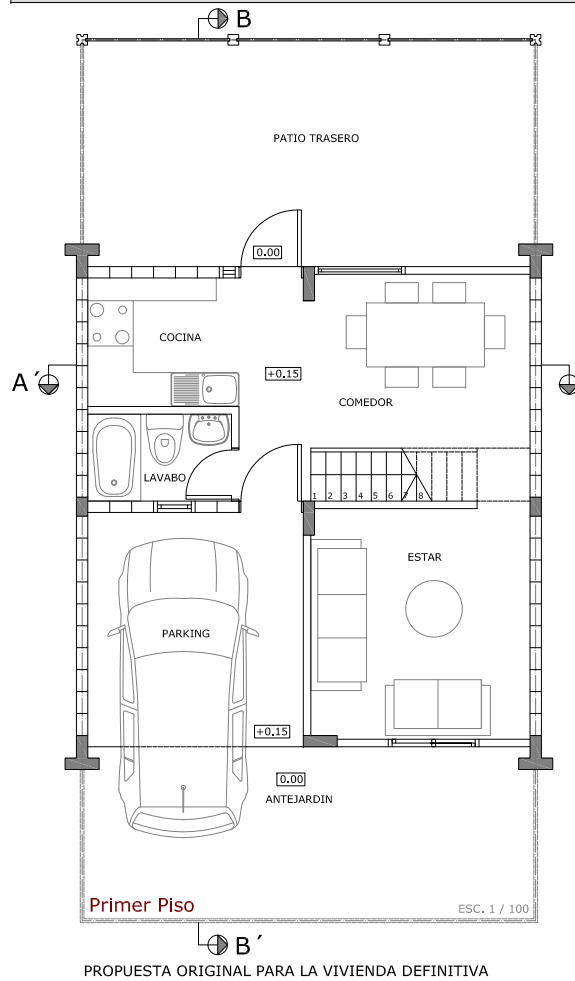 B
PATIO TRASERO
0.00
COCINA
A´
+0.15
COMEDOR
LAVABO
1 2 3 4 5 6 7 8
ESTAR
PARKING
+0.15
0.00
ANTEJARDIN
Primer Piso
ESC. 1 / 100
B´
PROPUESTA ORIGINAL PARA LA VIVIENDA DEFINITIVA